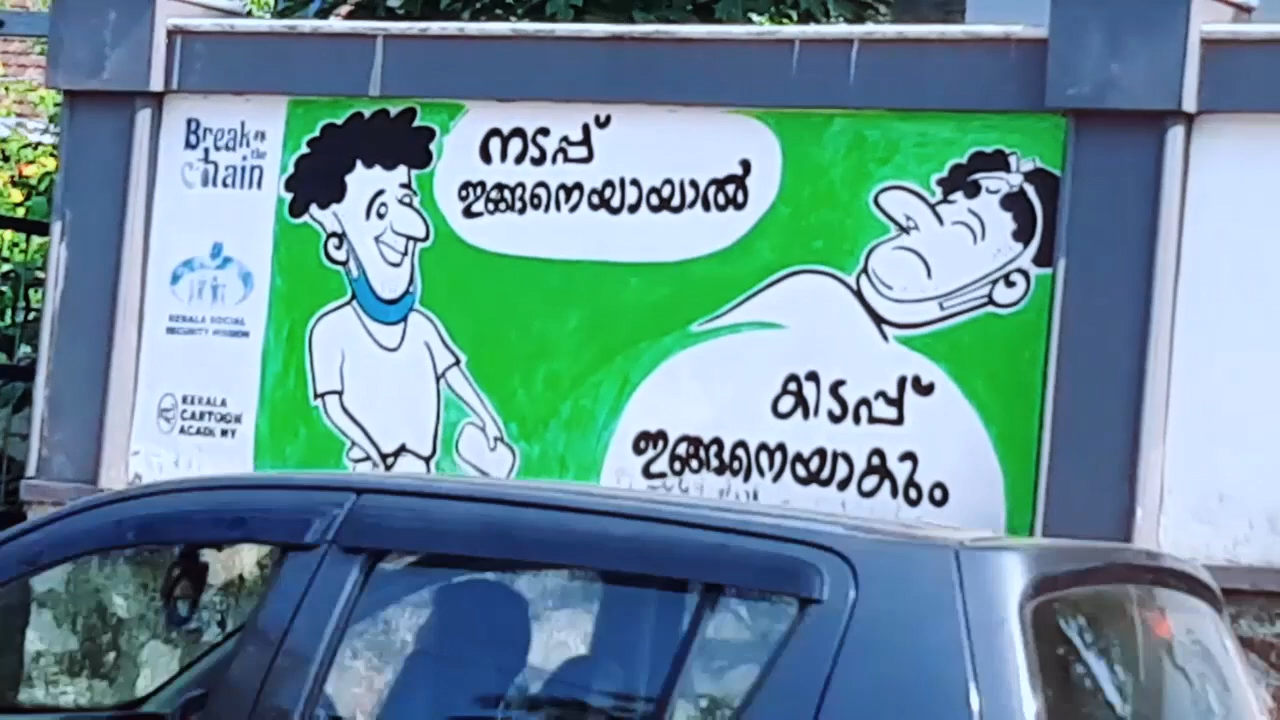 Break
the
chain
KERALA SOCIAL
SECURITY MISSION
KERALA
CARTOON
ACADEMY
നടപ്പ്
ഇങ്ങനെയായാൽ
കിടപ്പ്
ഇങ്ങനെയാകും